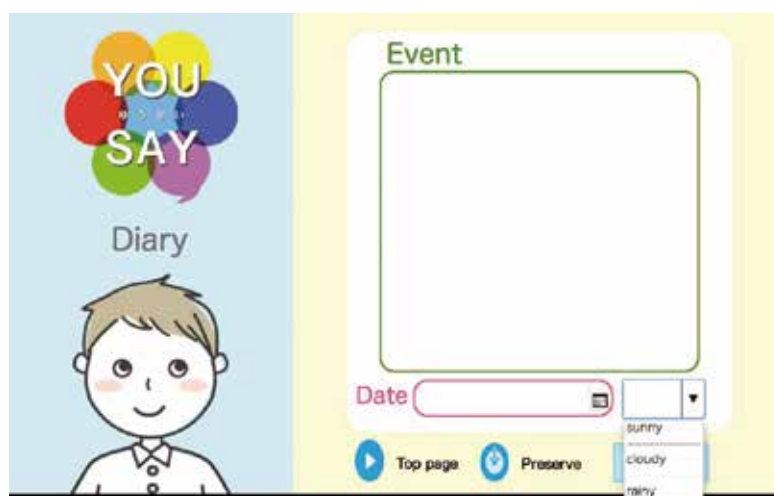 YOU
SAY
Diary
Event
Date
sunny
cloudy
rainy
Top page
Preserve